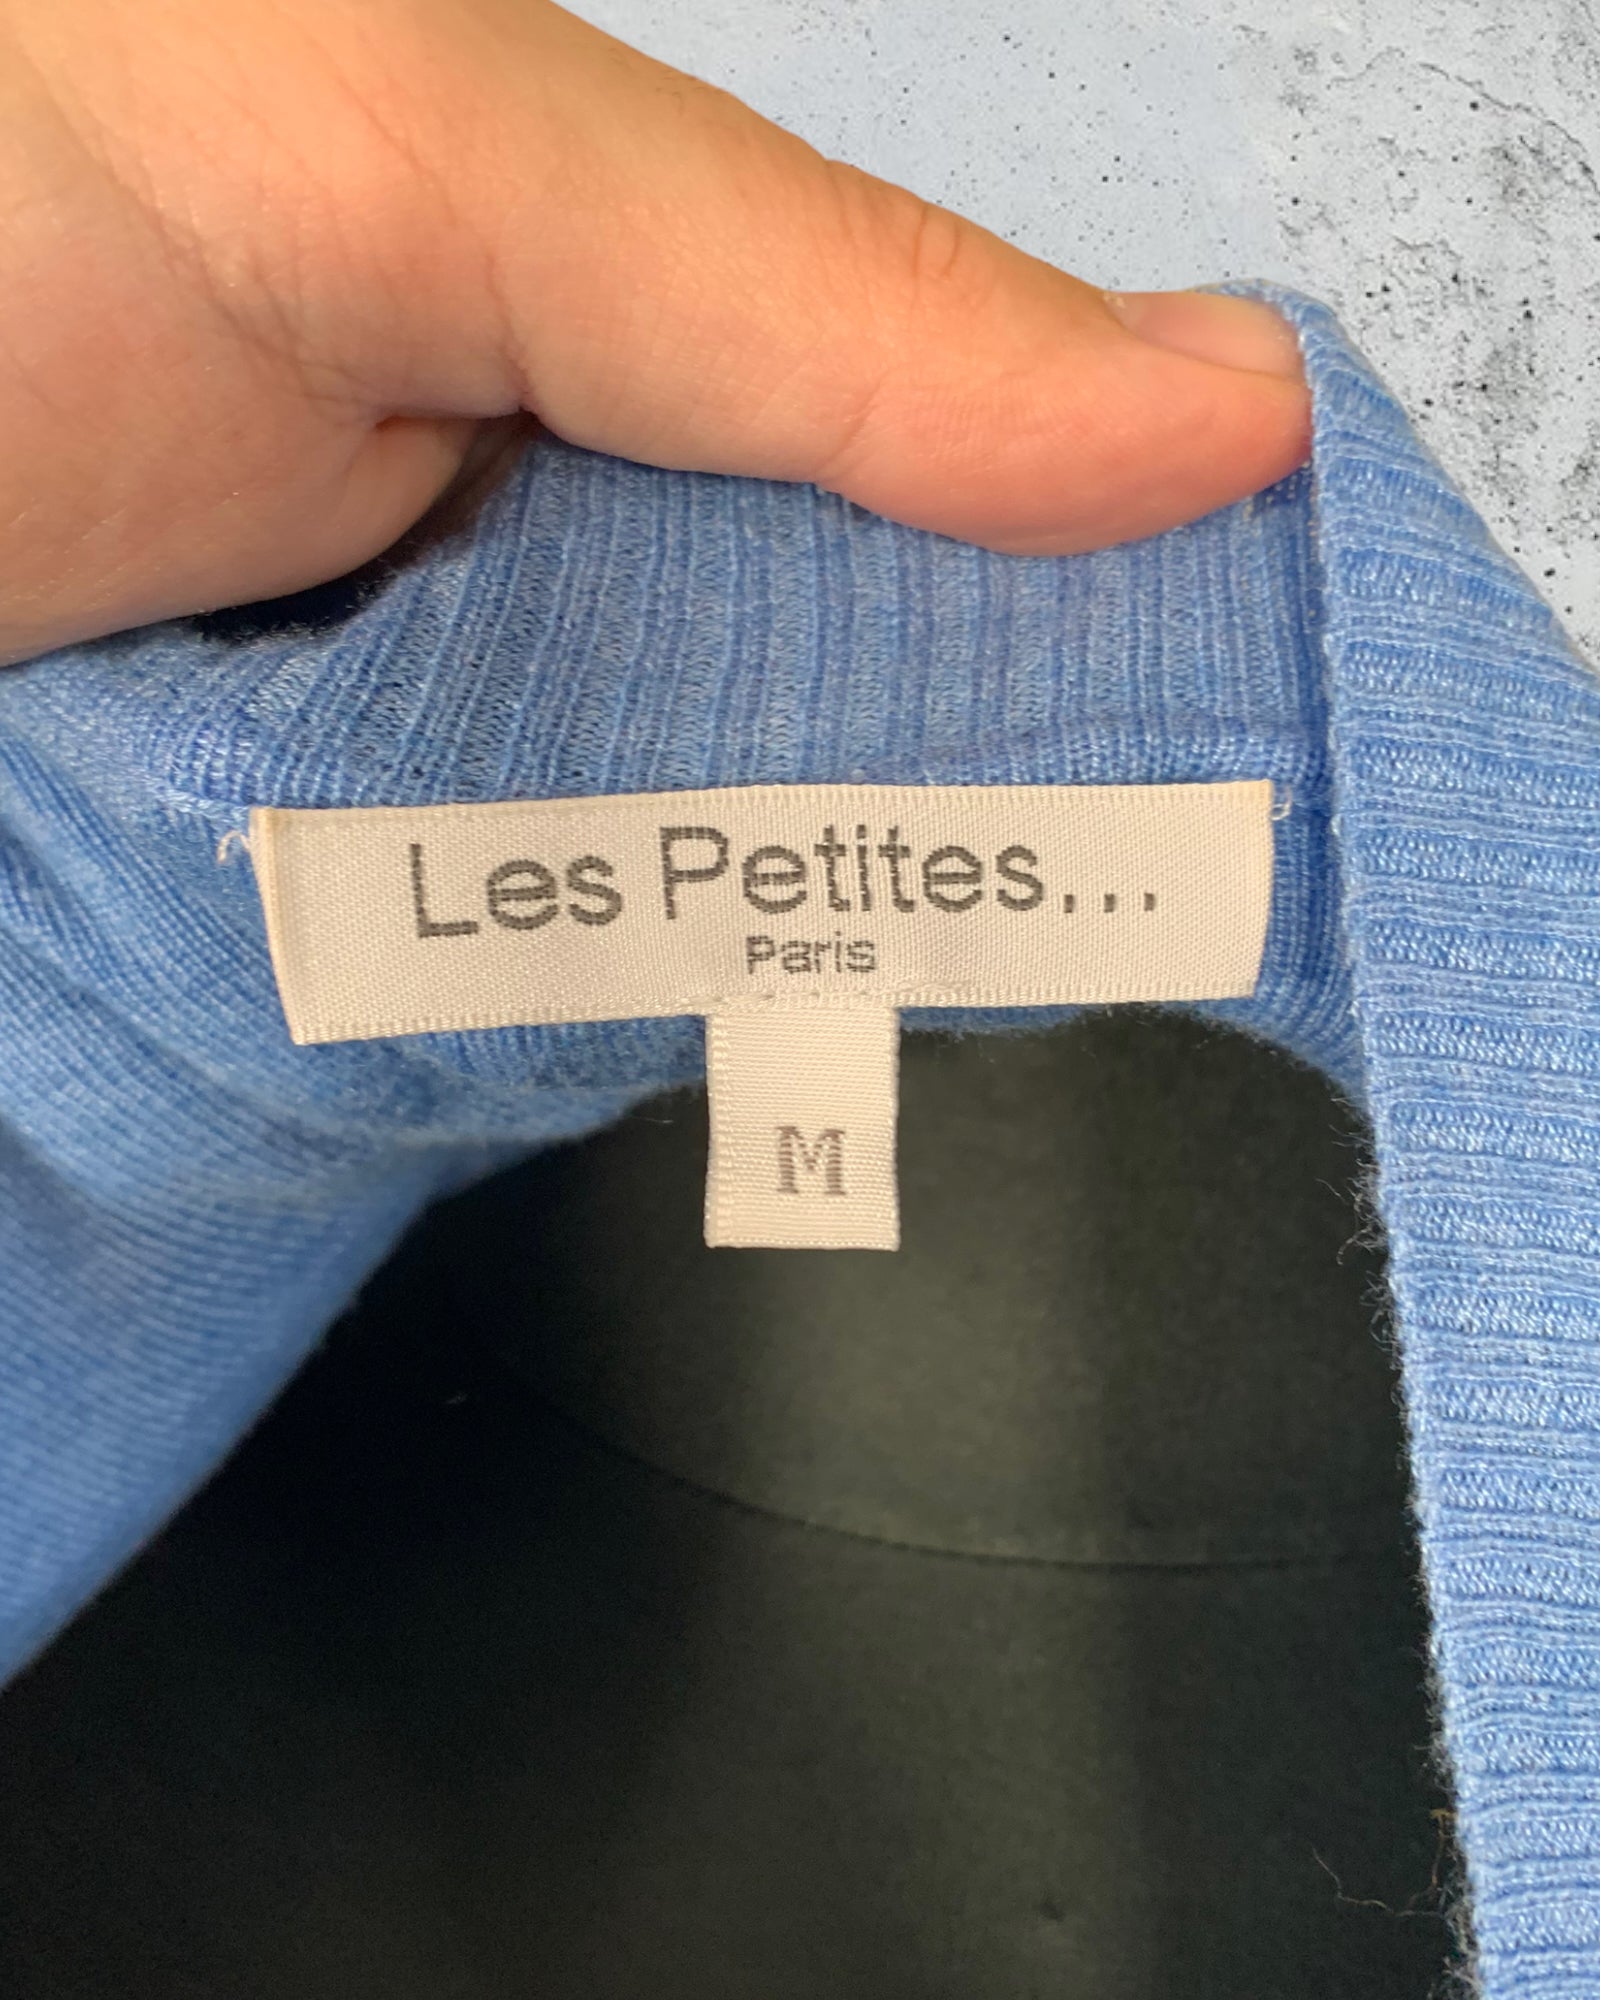 Les Petites...
Paris
M